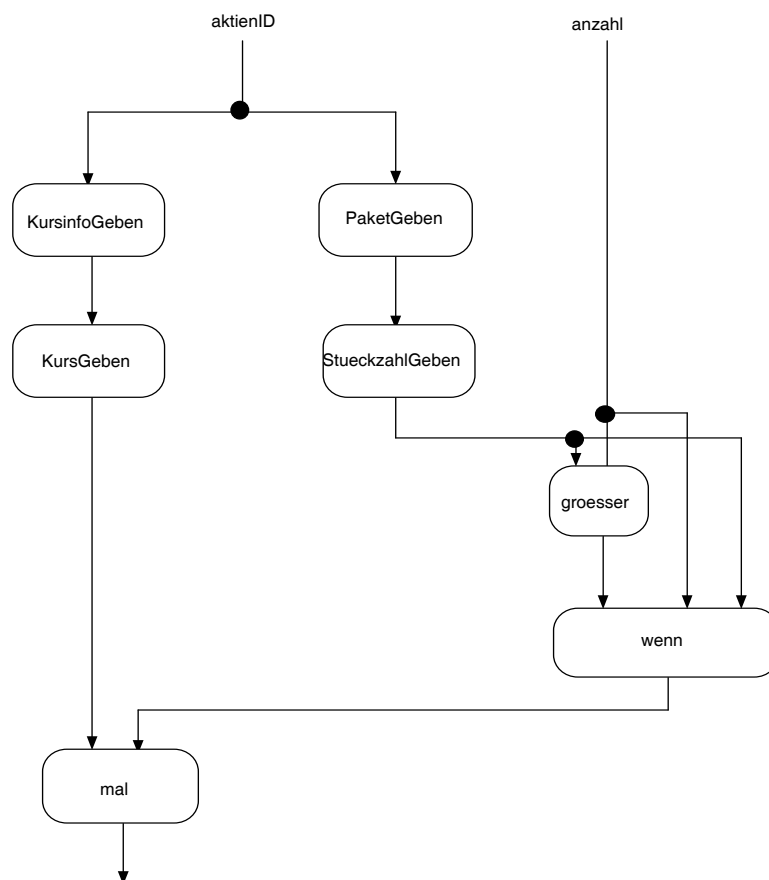 aktienID
anzahl
KursinfoGeben
PaketGeben
KursGeben
StueckzahlGeben
groesser
wenn
mal